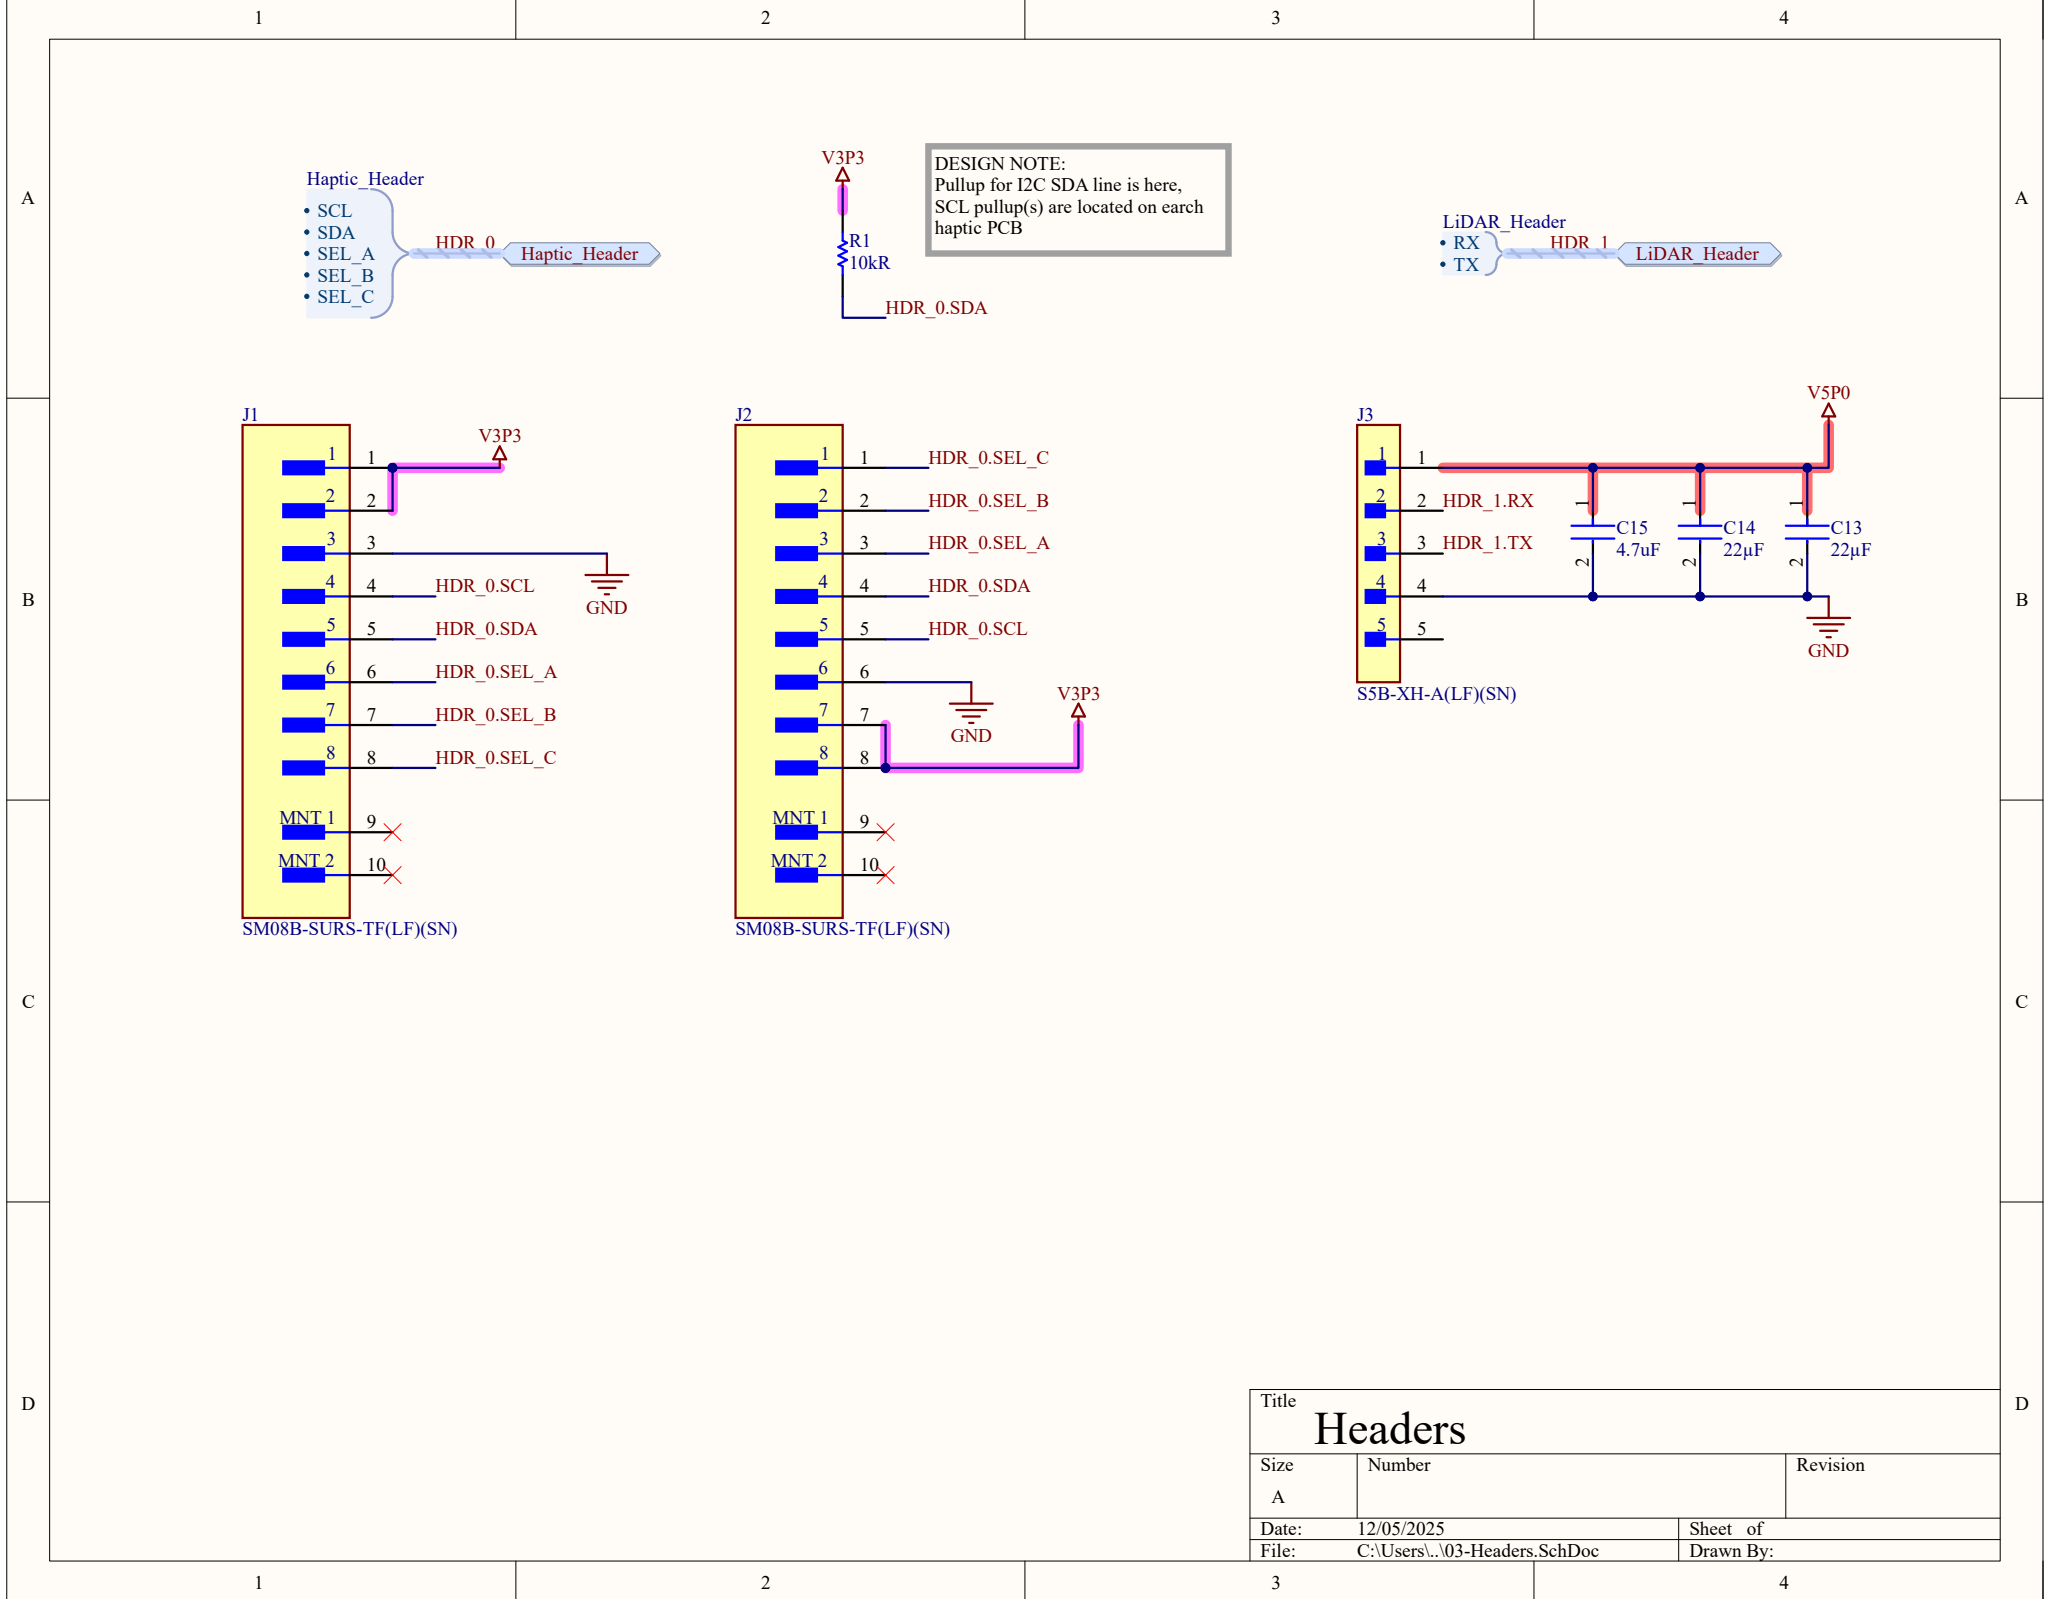 1 2 3 4
A A
B B
C C
D D
Haptic_Header
• SCL
• SDA
• SEL_A
• SEL_B
• SEL_C
HDR_0
Haptic_Header
V3P3
R1
10kR
HDR_0.SDA
DESIGN NOTE:
Pullup for I2C SDA line is here,
SCL pullup(s) are located on earch
haptic PCB
LiDAR_Header
• RX
• TX
HDR_1
LiDAR_Header
J1
1 1
V3P3
2 2
3 3
GND
4 4 HDR_0.SCL
5 5 HDR_0.SDA
6 6 HDR_0.SEL_A
7 7 HDR_0.SEL_B
8 8 HDR_0.SEL_C
MNT 1 9
MNT 2 10
SM08B-SURS-TF(LF)(SN)
J2
1 1 HDR_0.SEL_C
2 2 HDR_0.SEL_B
3 3 HDR_0.SEL_A
4 4 HDR_0.SDA
5 5 HDR_0.SCL
6 6
GND
7 7
V3P3
8 8
MNT 1 9
MNT 2 10
SM08B-SURS-TF(LF)(SN)
J3
V5P0
1 1
2 2 HDR_1.RX
3 3 HDR_1.TX
4 4
5 5
S5B-XH-A(LF)(SN)
1
C15
4.7uF
2
1
C14
22µF
2
1
C13
22µF
2
GND
Title
Headers
Size
A
Number
Revision
Date: 12/05/2025
Sheet of
File: C:\Users\..\03-Headers.SchDoc
Drawn By:
1 2 3 4